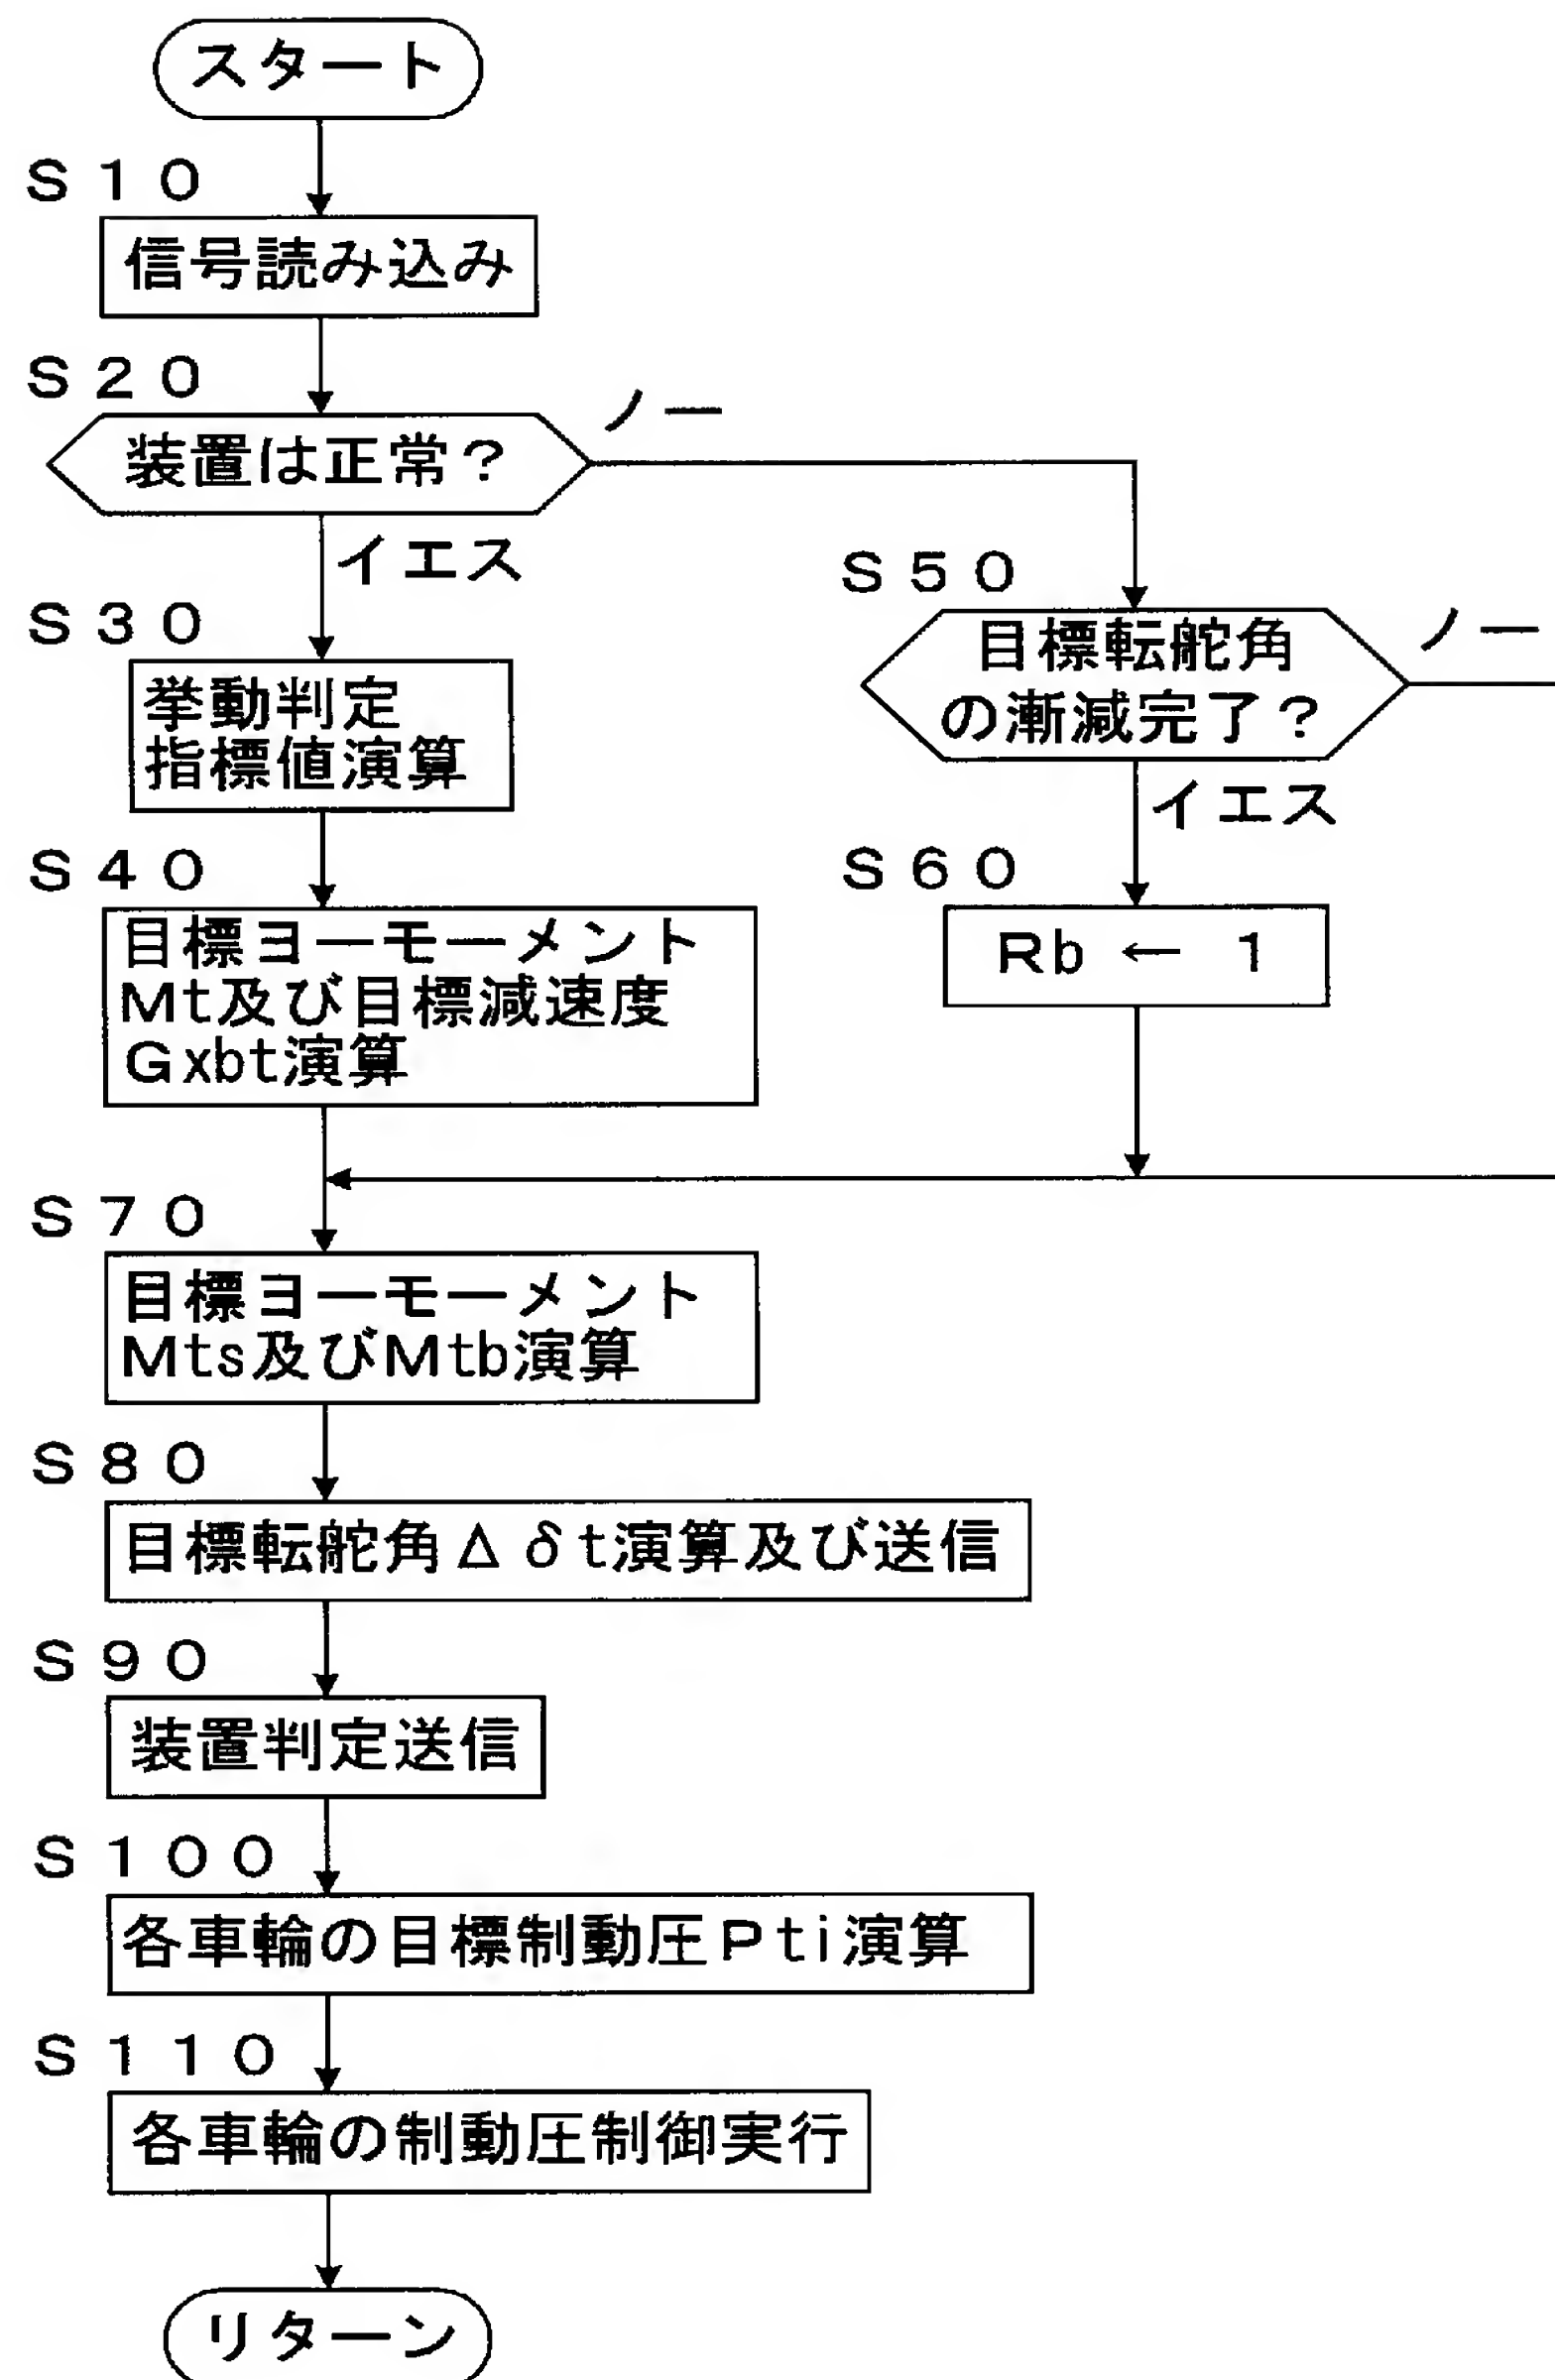 スタート
S10
信号読み込み
S20
装置は正常?
ノー
イエス
S30
挙動判定
指標値演算
S40
目標ヨーモーメント
Mt及び目標減速度
Gxbt演算
S50
目標転舵角
の漸減完了?
ノー
イエス
S60
Rb ← 1
S70
目標ヨーモーメント
Mts及びMtb演算
S80
目標転舵角Δδt演算及び送信
S90
装置判定送信
S100
各車輪の目標制動圧Pti演算
S110
各車輪の制動圧制御実行
リターン